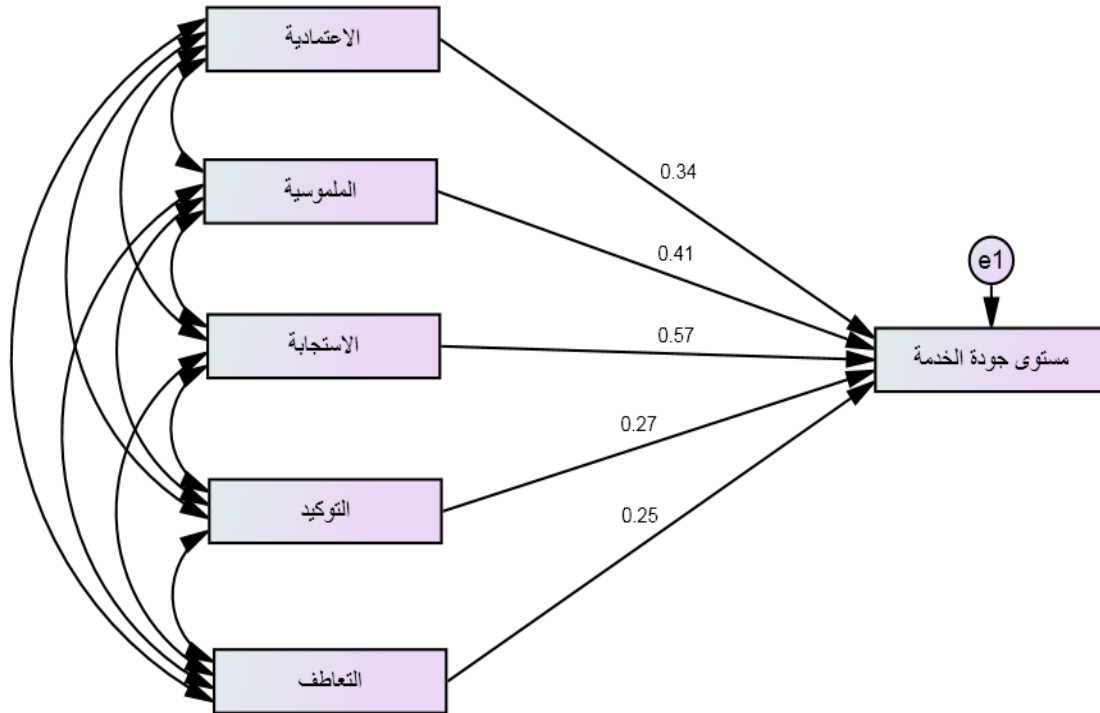 الاعتمادية
0.34
الملموسية
0.41
e1
الاستجابة
0.57
مستوى جودة الخدمة
0.27
التوكيد
0.25
التعاطف